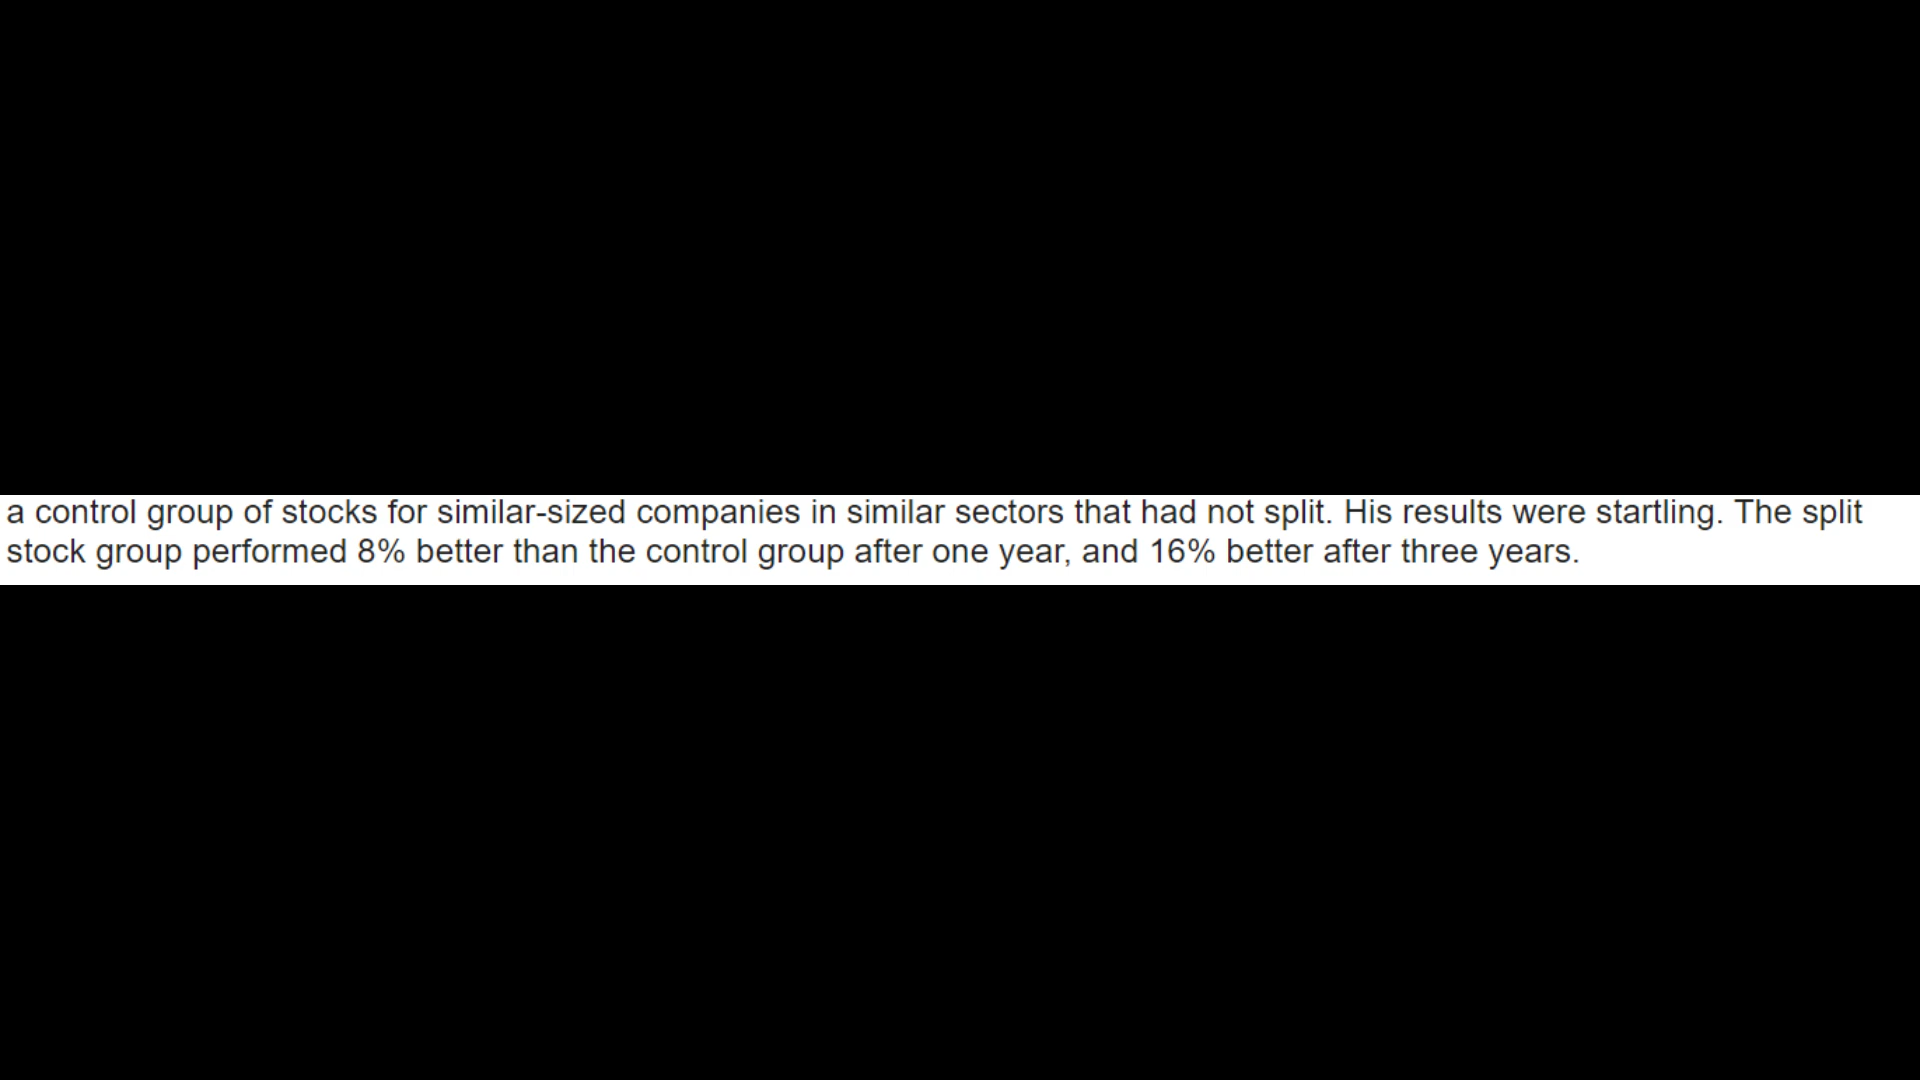 a control group of stocks for similar-sized companies in similar sectors that had not split. His results were startling. The split
stock group performed 8% better than the control group after one year, and 16% better after three years.